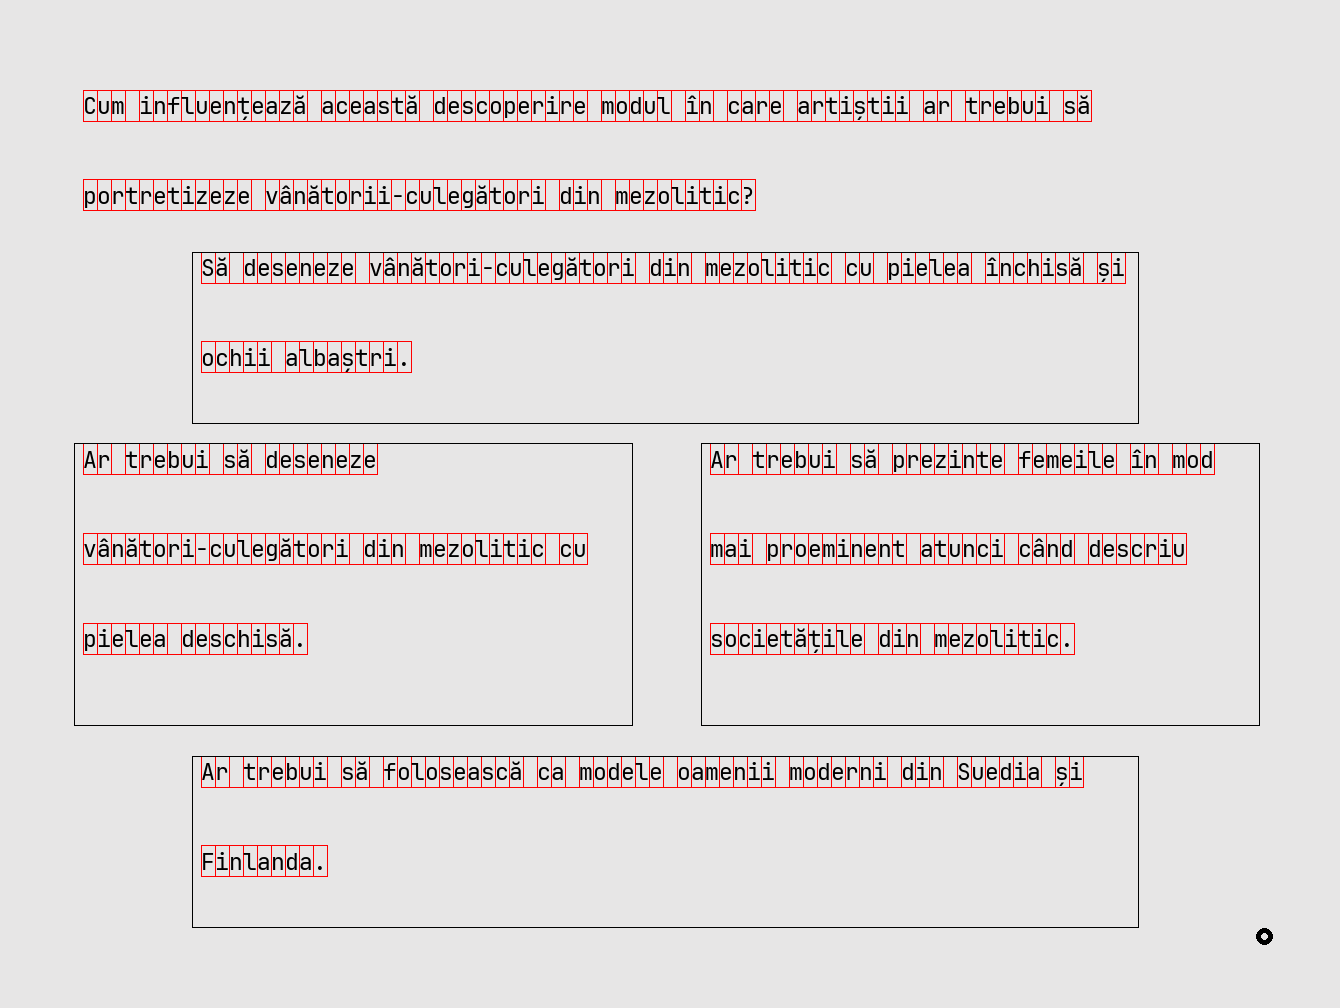 Cum influențează această descoperire modul în care artiștii ar trebui să
portretizeze vânătorii-culegători din mezolitic?
Să deseneze vânători-culegători din mezolitic cu pielea închisă și
ochii albaștri.
Ar trebui să deseneze
vânători-culegători din mezolitic cu
pielea deschisă.
Ar trebui să prezinte femeile în mod
mai proeminent atunci când descriu
societățile din mezolitic.
Ar trebui să folosească ca modele oamenii moderni din Suedia și
Finlanda.